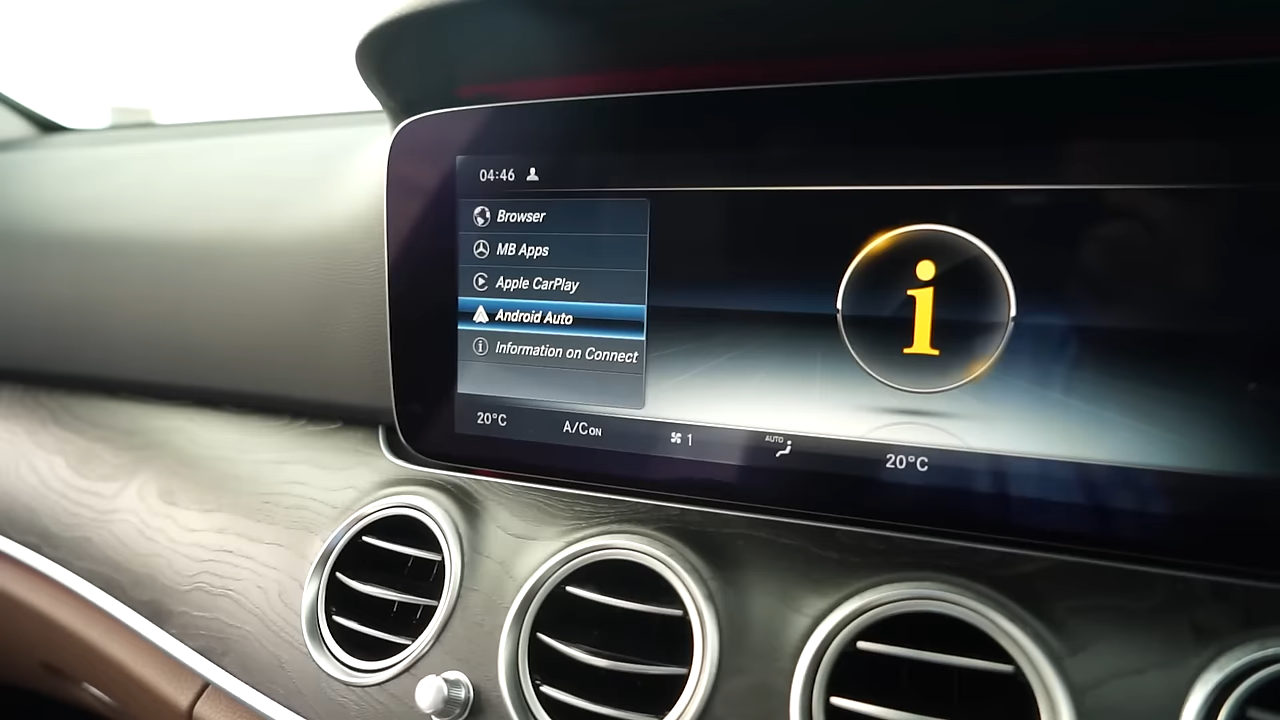 04:46
Browser
MB Apps
Apple CarPlay
Android Auto
Information on Connect
i
20°C A/C ON 1 AUTO 20°C